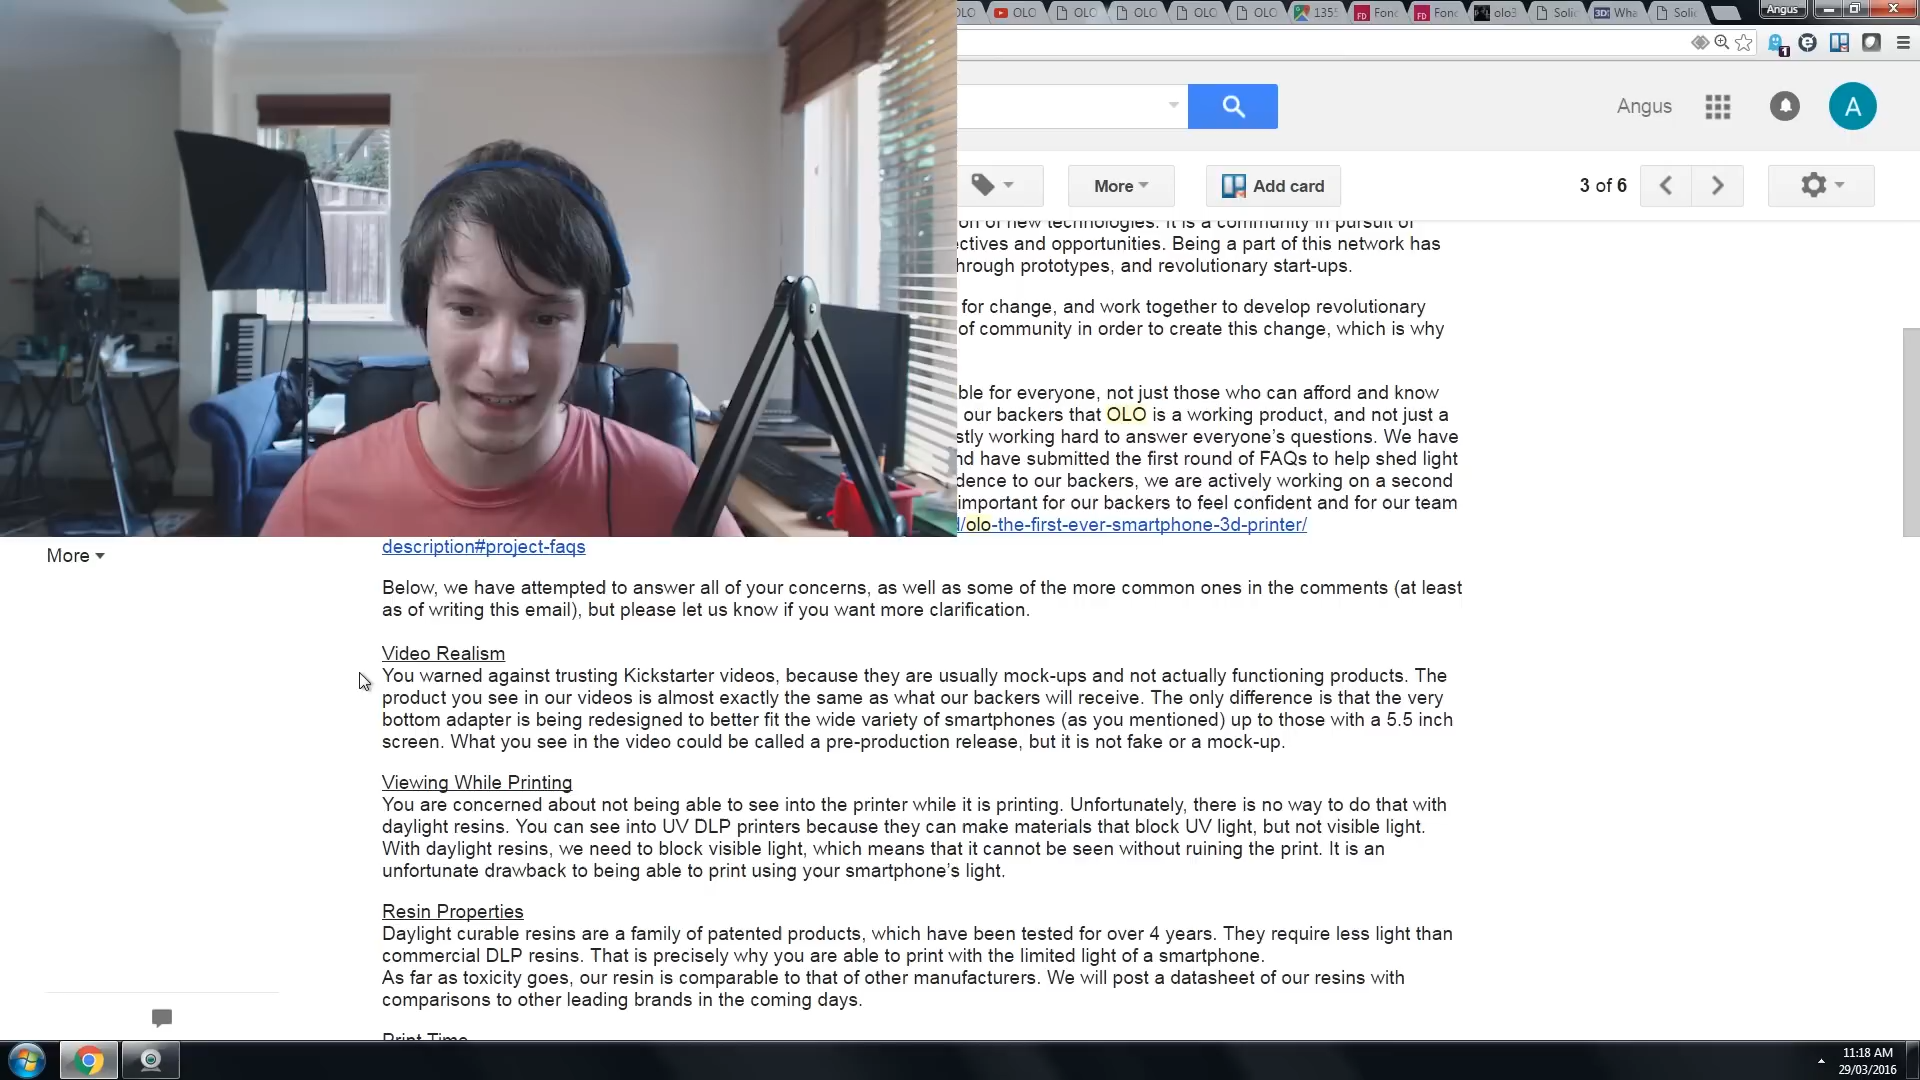 OLO
OLO
OLO
OLO
OLO
OLO
1355
Fond
Fond
olo3
Solid
3D! Wha
Solid
Angus
1
Angus
A
More
Add card
3 of 6
on of new technologies. It is a community in pursuit of
ectives and opportunities. Being a part of this network has
hrough prototypes, and revolutionary start-ups.
for change, and work together to develop revolutionary
of community in order to create this change, which is why
ble for everyone, not just those who can afford and know
our backers that OLO is a working product, and not just a
stly working hard to answer everyone's questions. We have
nd have submitted the first round of FAQs to help shed light
dence to our backers, we are actively working on a second
important for our backers to feel confident and for our team
d/olo-the-first-ever-smartphone-3d-printer/
More
description#project-faqs
Below, we have attempted to answer all of your concerns, as well as some of the more common ones in the comments (at least
as of writing this email), but please let us know if you want more clarification.
Video Realism
You warned against trusting Kickstarter videos, because they are usually mock-ups and not actually functioning products. The
product you see in our videos is almost exactly the same as what our backers will receive. The only difference is that the very
bottom adapter is being redesigned to better fit the wide variety of smartphones (as you mentioned) up to those with a 5.5 inch
screen. What you see in the video could be called a pre-production release, but it is not fake or a mock-up.
Viewing While Printing
You are concerned about not being able to see into the printer while it is printing. Unfortunately, there is no way to do that with
daylight resins. You can see into UV DLP printers because they can make materials that block UV light, but not visible light.
With daylight resins, we need to block visible light, which means that it cannot be seen without ruining the print. It is an
unfortunate drawback to being able to print using your smartphone's light.
Resin Properties
Daylight curable resins are a family of patented products, which have been tested for over 4 years. They require less light than
commercial DLP resins. That is precisely why you are able to print with the limited light of a smartphone.
As far as toxicity goes, our resin is comparable to that of other manufacturers. We will post a datasheet of our resins with
comparisons to other leading brands in the coming days.
Print Time
11:18 AM
29/03/2016